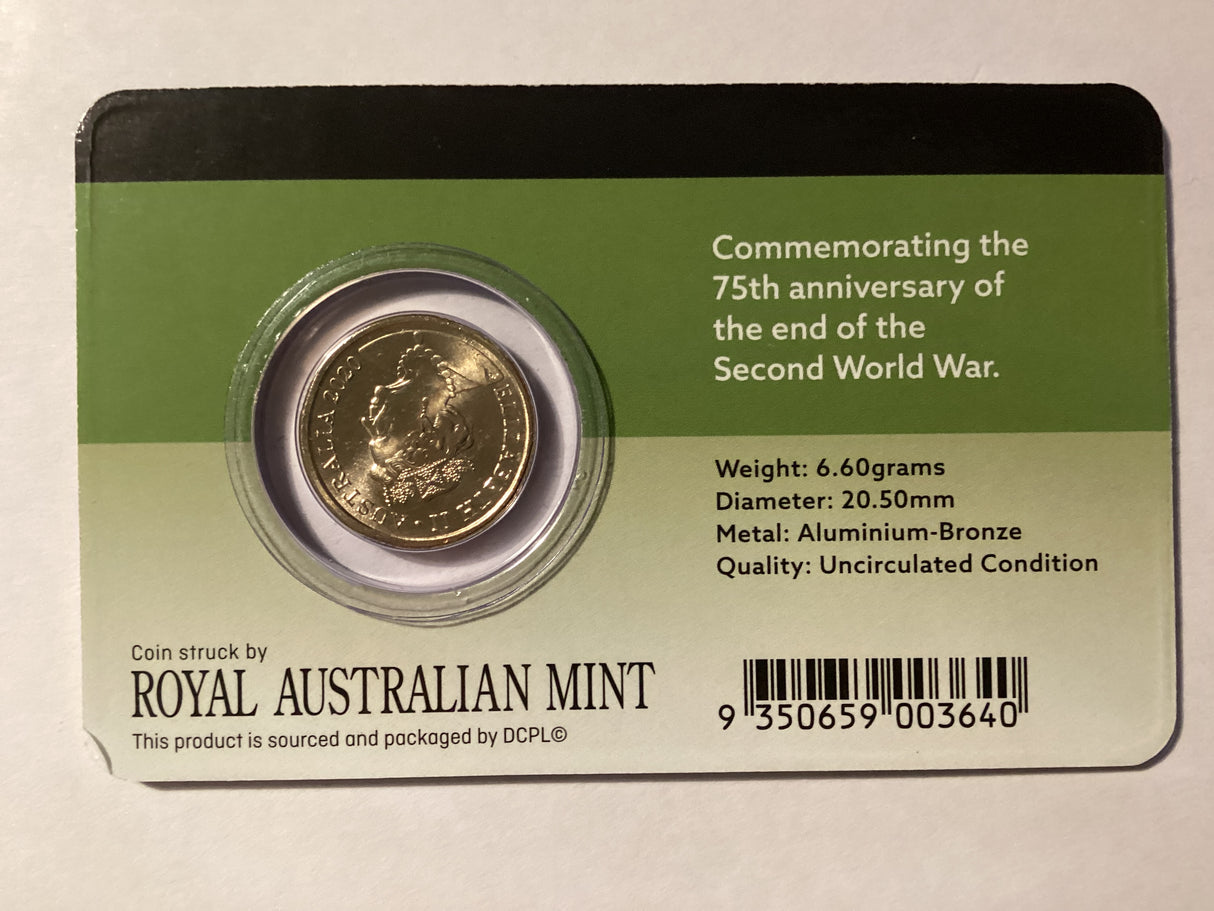 ELIZABETH II • AUSTRALIA 2020
Commemorating the
75th anniversary of
the end of the
Second World War.
Weight: 6.60grams
Diameter: 20.50mm
Metal: Aluminium-Bronze
Quality: Uncirculated Condition
Coin struck by
ROYAL AUSTRALIAN MINT
This product is sourced and packaged by DCPL©
9 350659 003640